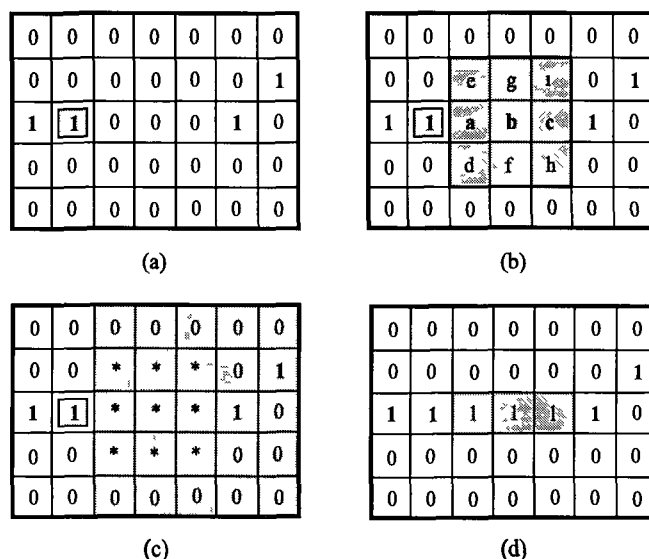 0 0 0 0 0 0 0
0 0 0 0 0 0 1
1 1 0 0 0 1 0
0 0 0 0 0 0 0
0 0 0 0 0 0 0
(a)
0 0 0 0 0 0 0
0 0 e g i 0 1
1 1 a b c 1 0
0 0 d f h 0 0
0 0 0 0 0 0 0
(b)
0 0 0 0 0 0 0
0 0 * * * 0 1
1 1 * * * 1 0
0 0 * * * 0 0
0 0 0 0 0 0 0
(c)
0 0 0 0 0 0 0
0 0 0 0 0 0 1
1 1 1 1 1 1 0
0 0 0 0 0 0 0
0 0 0 0 0 0 0
(d)